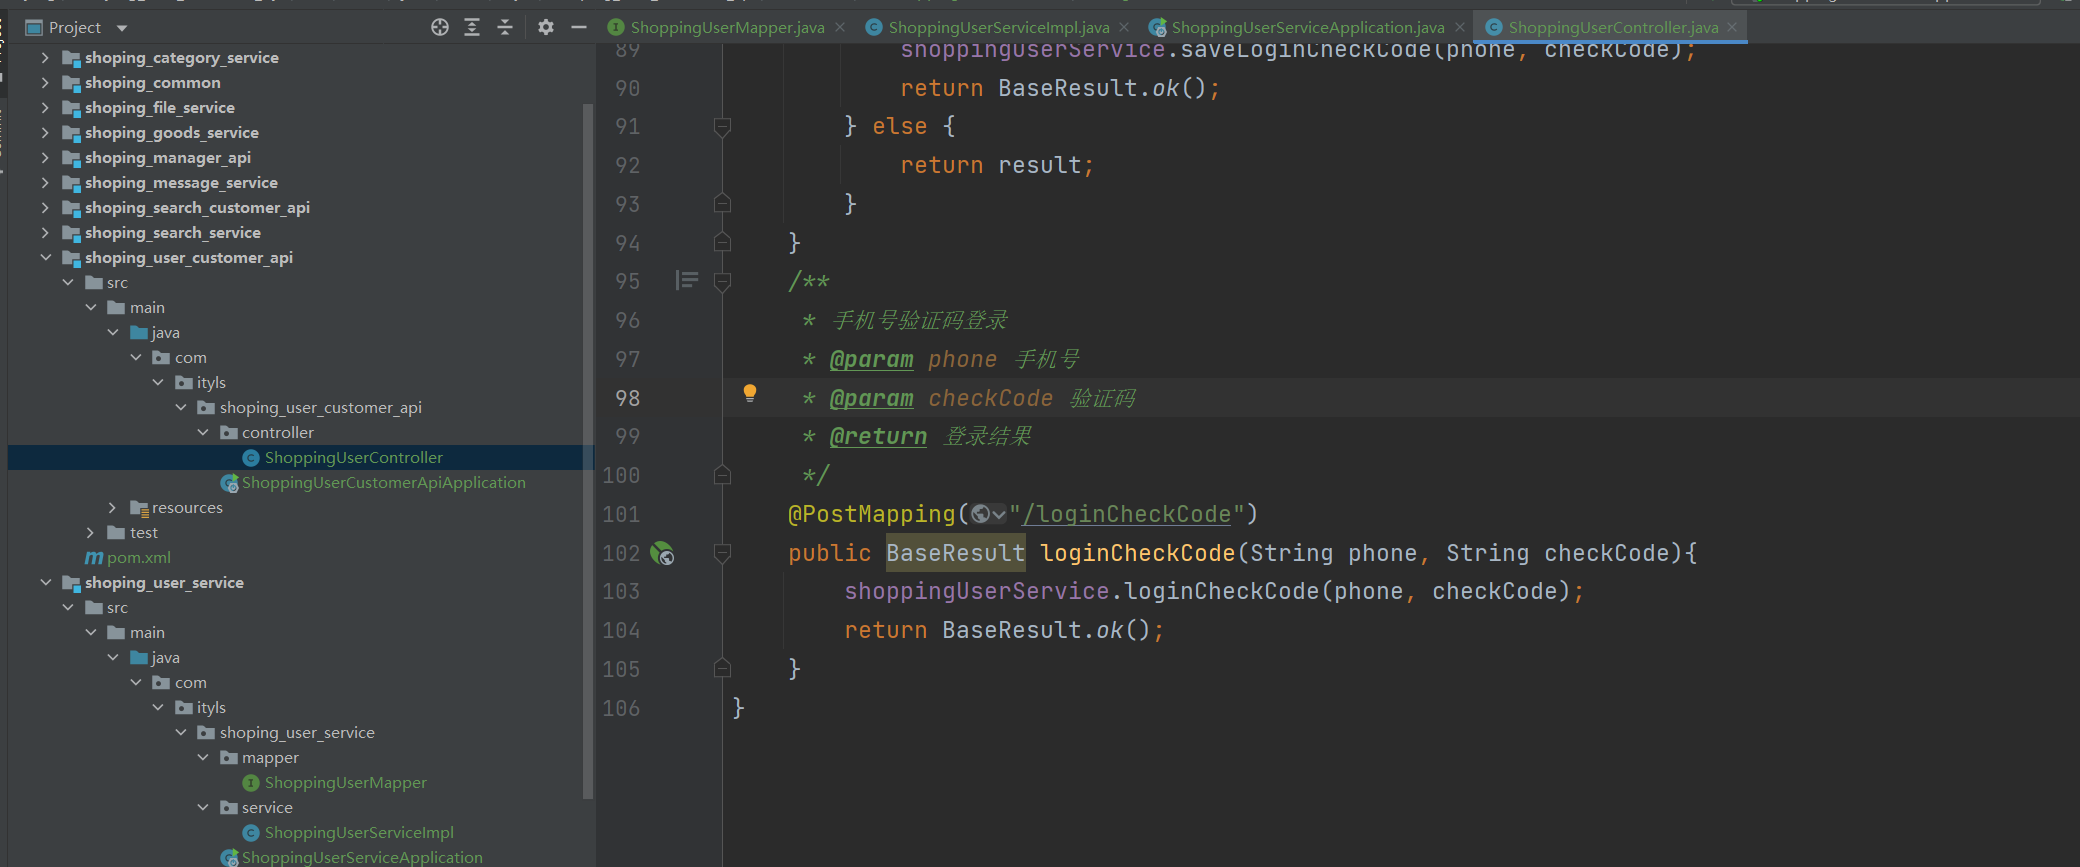 Project
shoping_category_service
shoping_common
shoping_file_service
shoping_goods_service
shoping_manager_api
shoping_message_service
shoping_search_customer_api
shoping_search_service
shoping_user_customer_api
src
main
java
com
ityls
shoping_user_customer_api
controller
ShoppingUserController
ShoppingUserCustomerApiApplication
resources
test
pom.xml
shoping_user_service
src
main
java
com
ityls
shoping_user_service
mapper
ShoppingUserMapper
service
ShoppingUserServiceImpl
ShoppingUserServiceApplication
ShoppingUserMapper.java ShoppingUserServiceImpl.java ShoppingUserServiceApplication.java ShoppingUserController.java
89 shoppingUserService.saveLoginCheckCode(phone, checkCode);
90 return BaseResult.ok();
91 } else {
92 return result;
93 }
94 }
95 /**
96 * 手机号验证码登录
97 * @param phone 手机号
98 * @param checkCode 验证码
99 * @return 登录结果
100 */
101 @PostMapping("/loginCheckCode")
102 public BaseResult loginCheckCode(String phone, String checkCode){
103 shoppingUserService.loginCheckCode(phone, checkCode);
104 return BaseResult.ok();
105 }
106 }